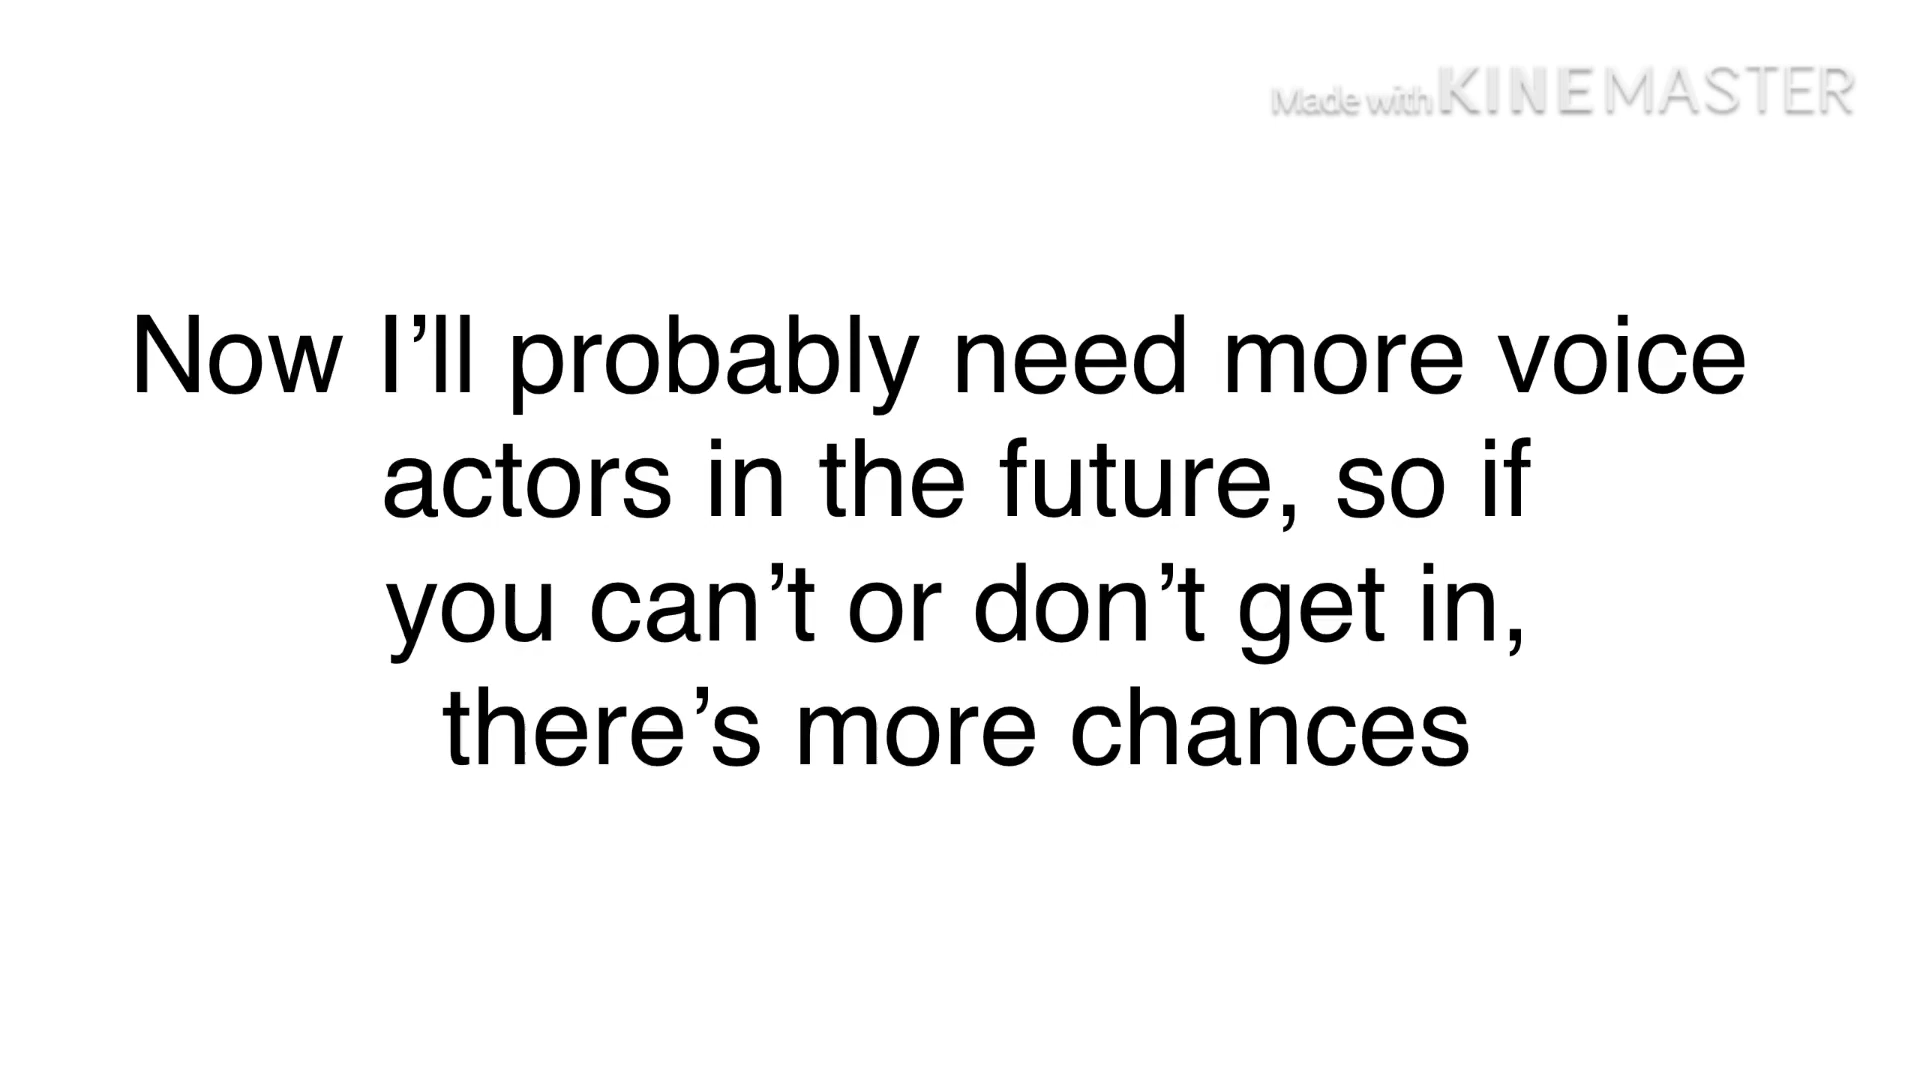 Made with KINEMASTER
Now I’ll probably need more voice
actors in the future, so if
you can’t or don’t get in,
there’s more chances